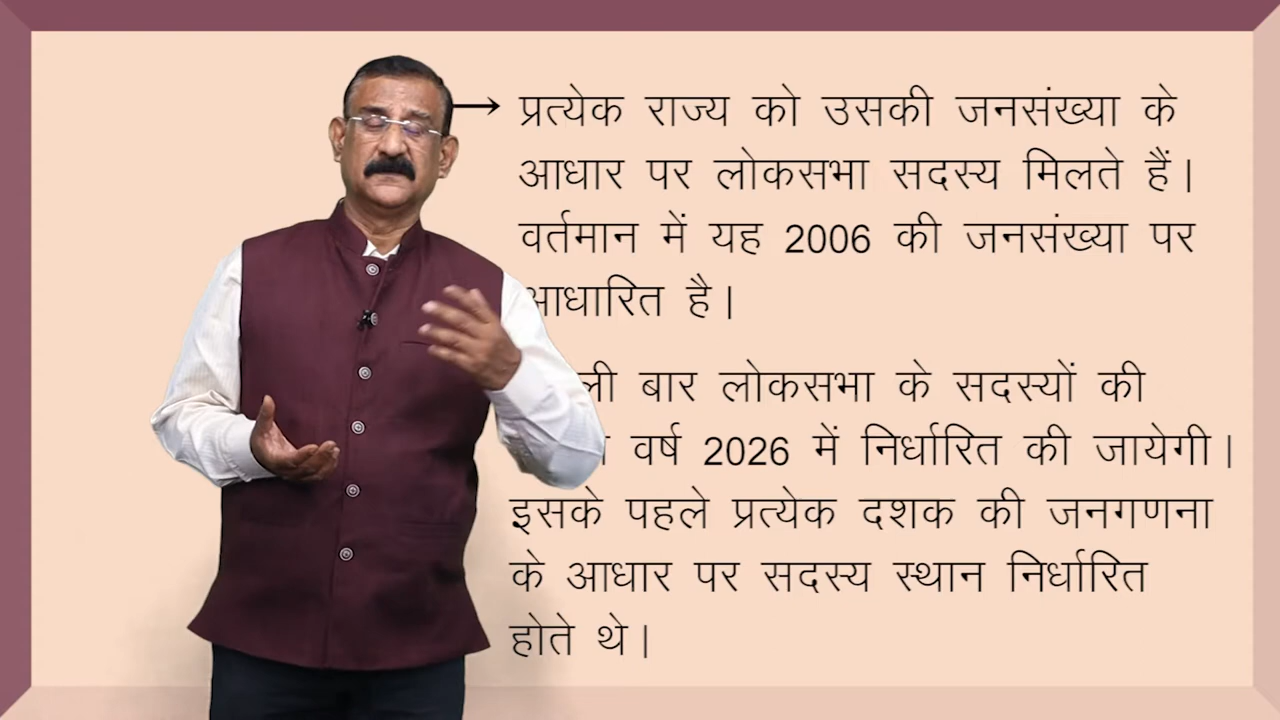 प्रत्येक राज्य को उसकी जनसंख्या के
आधार पर लोकसभा सदस्य मिलते हैं।
वर्तमान में यह 2006 की जनसंख्या पर
आधारित है।
बार लोकसभा के सदस्यों की
वर्ष 2026 में निर्धारित की जायेगी।
इसके पहले प्रत्येक दशक की जनगणना
के आधार पर सदस्य स्थान निर्धारित
होते थे।